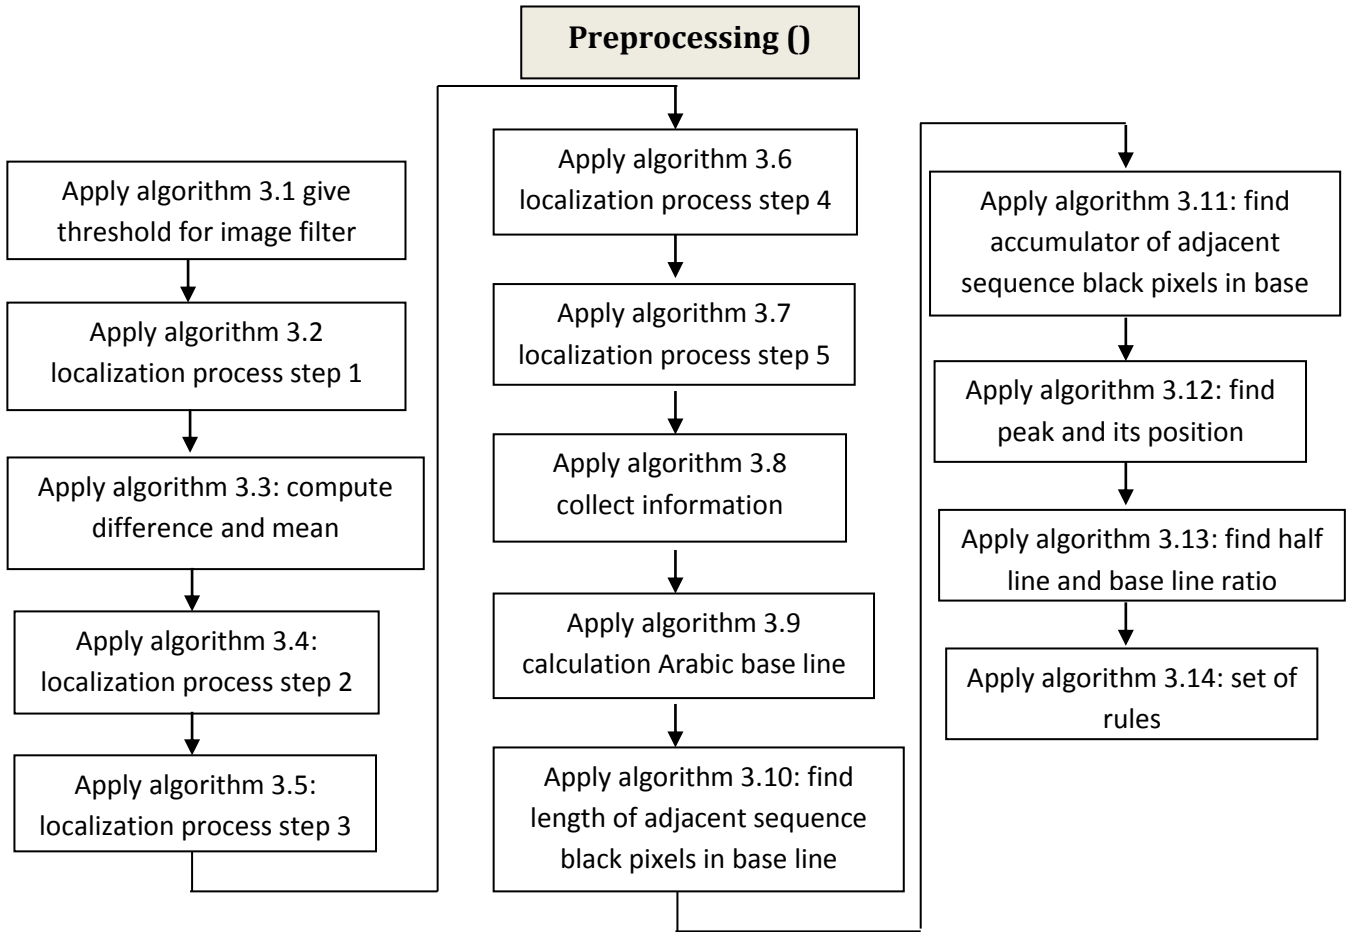 Preprocessing ()
Apply algorithm 3.1 give
threshold for image filter
Apply algorithm 3.2
localization process step 1
Apply algorithm 3.3: compute
difference and mean
Apply algorithm 3.4:
localization process step 2
Apply algorithm 3.5:
localization process step 3
Apply algorithm 3.6
localization process step 4
Apply algorithm 3.7
localization process step 5
Apply algorithm 3.8
collect information
Apply algorithm 3.9
calculation Arabic base line
Apply algorithm 3.10: find
length of adjacent sequence
black pixels in base line
Apply algorithm 3.11: find
accumulator of adjacent
sequence black pixels in base
Apply algorithm 3.12: find
peak and its position
Apply algorithm 3.13: find half
line and base line ratio
Apply algorithm 3.14: set of
rules